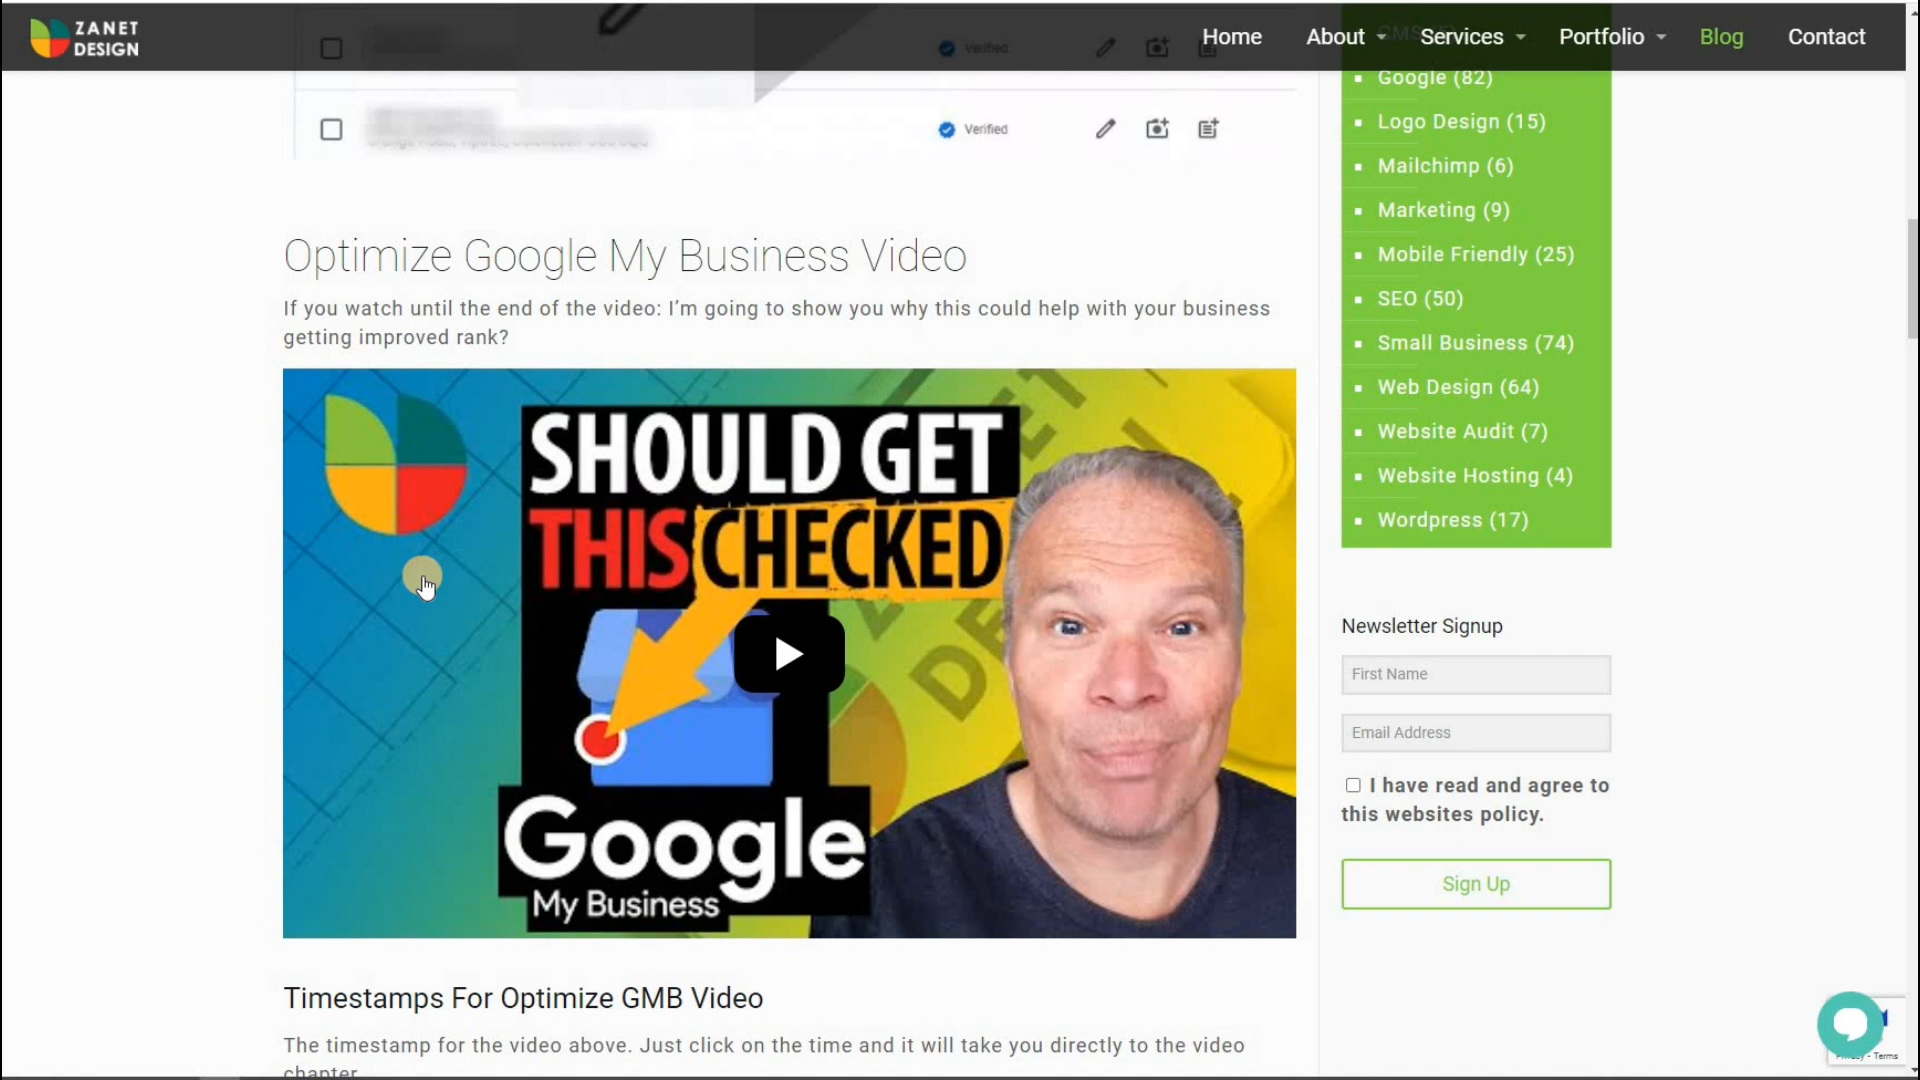 ZANET
DESIGN
Home
About
Services
Portfolio
Blog
Contact
Verified
Verified
Optimize Google My Business Video
If you watch until the end of the video: I’m going to show you why this could help with your business
getting improved rank?
SHOULD GET
THIS CHECKED
Google
My Business
Timestamps For Optimize GMB Video
The timestamp for the video above. Just click on the time and it will take you directly to the video
chapter
Google (82)
Logo Design (15)
Mailchimp (6)
Marketing (9)
Mobile Friendly (25)
SEO (50)
Small Business (74)
Web Design (64)
Website Audit (7)
Website Hosting (4)
Wordpress (17)
Newsletter Signup
First Name
Email Address
I have read and agree to
this websites policy.
Sign Up
- Terms